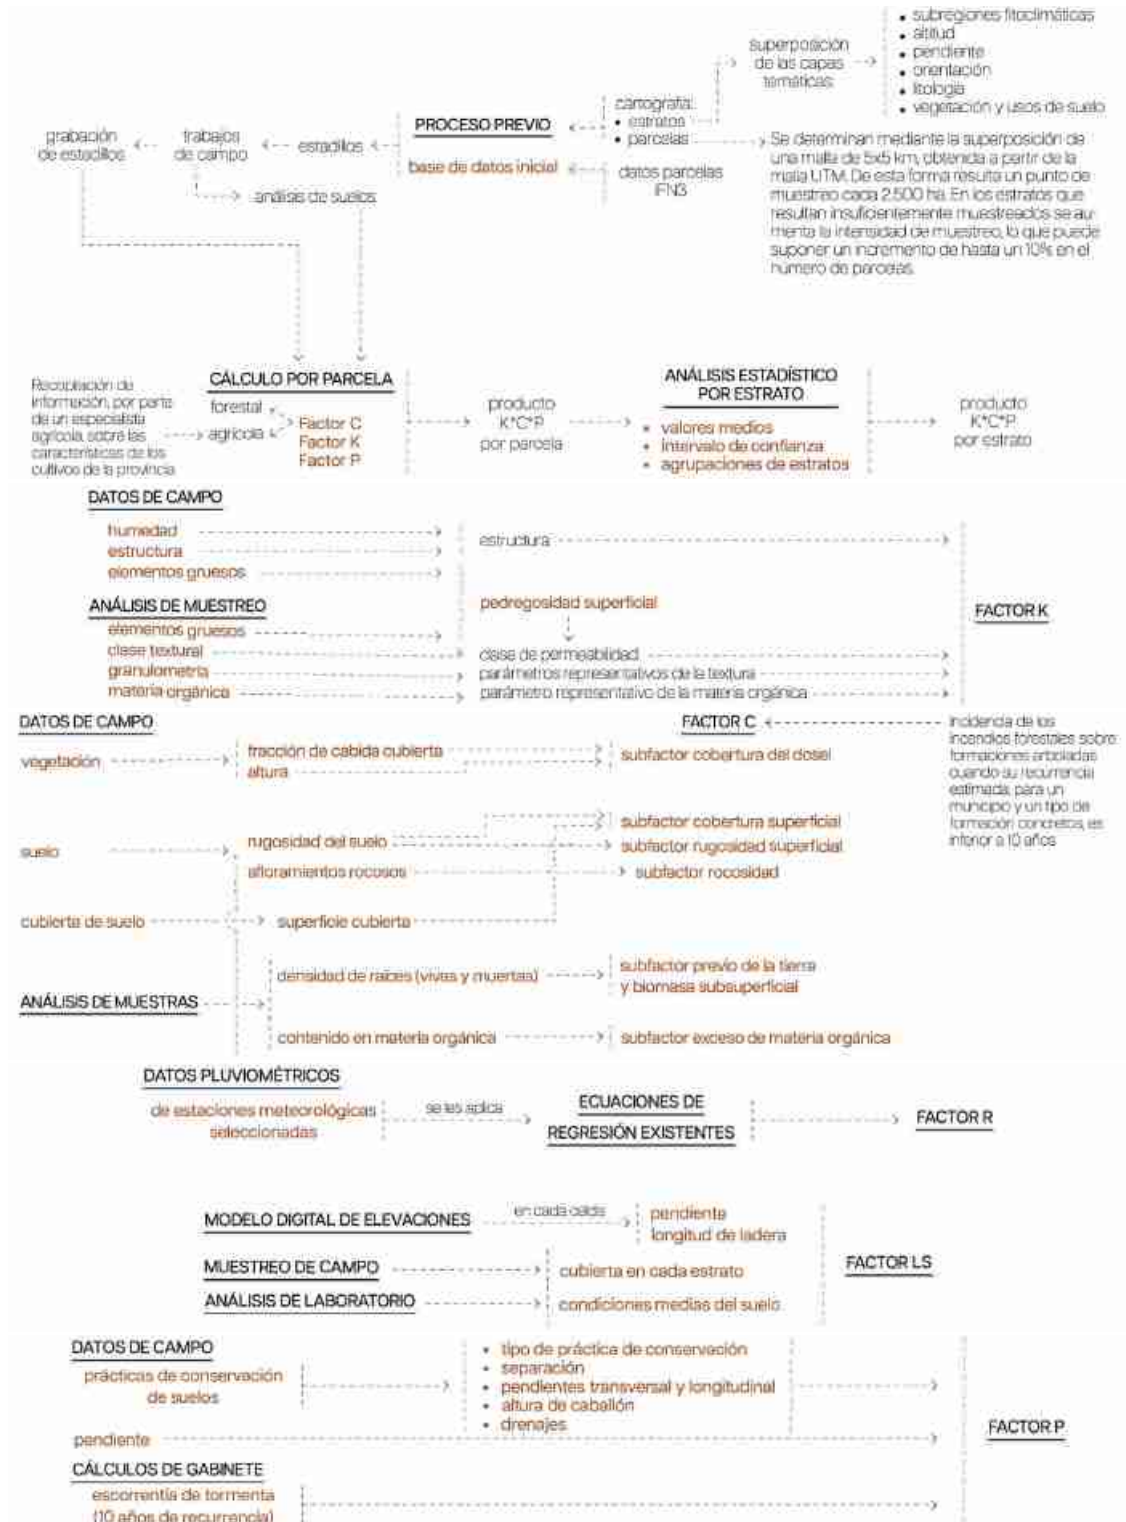 subregiones fitoclimáticas
altitud
pendiente
orientación
litología
vegetación y usos de suelo
superposición
de las capas
temáticas:
cartografía:
estratos
parcelas
PROCESO PREVIO
base de datos inicial
datos parcelas
IFN3
estadillos
trabajos
de campo
grabación
de estadillos
análisis de suelos
Se determinan mediante la superposición de
una malla de 5x5 km, obtenida a partir de la
malla UTM. De esta forma resulta un punto de
muestreo cada 2.500 ha. En los estratos que
resultan insuficientemente muestreados se au-
menta la intensidad de muestreo, lo que puede
suponer un incremento de hasta un 10% en el
número de parcelas.
Recopilación de
información, por parte
de un especialista
agrícola, sobre las
características de los
cultivos de la provincia
CÁLCULO POR PARCELA
forestal
agrícola
Factor C
Factor K
Factor P
producto
K*C*P
por parcela
ANÁLISIS ESTADÍSTICO
POR ESTRATO
valores medios
intervalo de confianza
agrupaciones de estratos
producto
K*C*P
por estrato
DATOS DE CAMPO
humedad
estructura
elementos gruesos
estructura
ANÁLISIS DE MUESTREO
elementos gruesos
clase textural
granulometría
materia orgánica
pedregosidad superficial
clase de permeabilidad
parámetros representativos de la textura
parámetro representativo de la materia orgánica
FACTOR K
DATOS DE CAMPO
FACTOR C
Incidencia de los
incendios forestales sobre
formaciones arboladas
cuando su recurrencia
estimada, para un
municipio y un tipo de
formación concretos, es
inferior a 10 años
vegetación
fracción de cabida cubierta
altura
subfactor cobertura del dosel
suelo
rugosidad del suelo
afloramientos rocosos
subfactor cobertura superficial
subfactor rugosidad superficial
subfactor rocosidad
cubierta de suelo
superficie cubierta
ANÁLISIS DE MUESTRAS
densidad de raíces (vivas y muertas)
subfactor previo de la tierra
y biomasa subsuperficial
contenido en materia orgánica
subfactor exceso de materia orgánica
DATOS PLUVIOMÉTRICOS
de estaciones meteorológicas
seleccionadas
se les aplica
ECUACIONES DE
REGRESIÓN EXISTENTES
FACTOR R
MODELO DIGITAL DE ELEVACIONES
en cada celda
pendiente
longitud de ladera
MUESTREO DE CAMPO
cubierta en cada estrato
ANÁLISIS DE LABORATORIO
condiciones medias del suelo
FACTOR LS
DATOS DE CAMPO
prácticas de conservación
de suelos
tipo de práctica de conservación
separación
pendientes transversal y longitudinal
altura de caballón
drenajes
pendiente
FACTOR P
CÁLCULOS DE GABINETE
escorrentía de tormenta
(10 años de recurrencia)